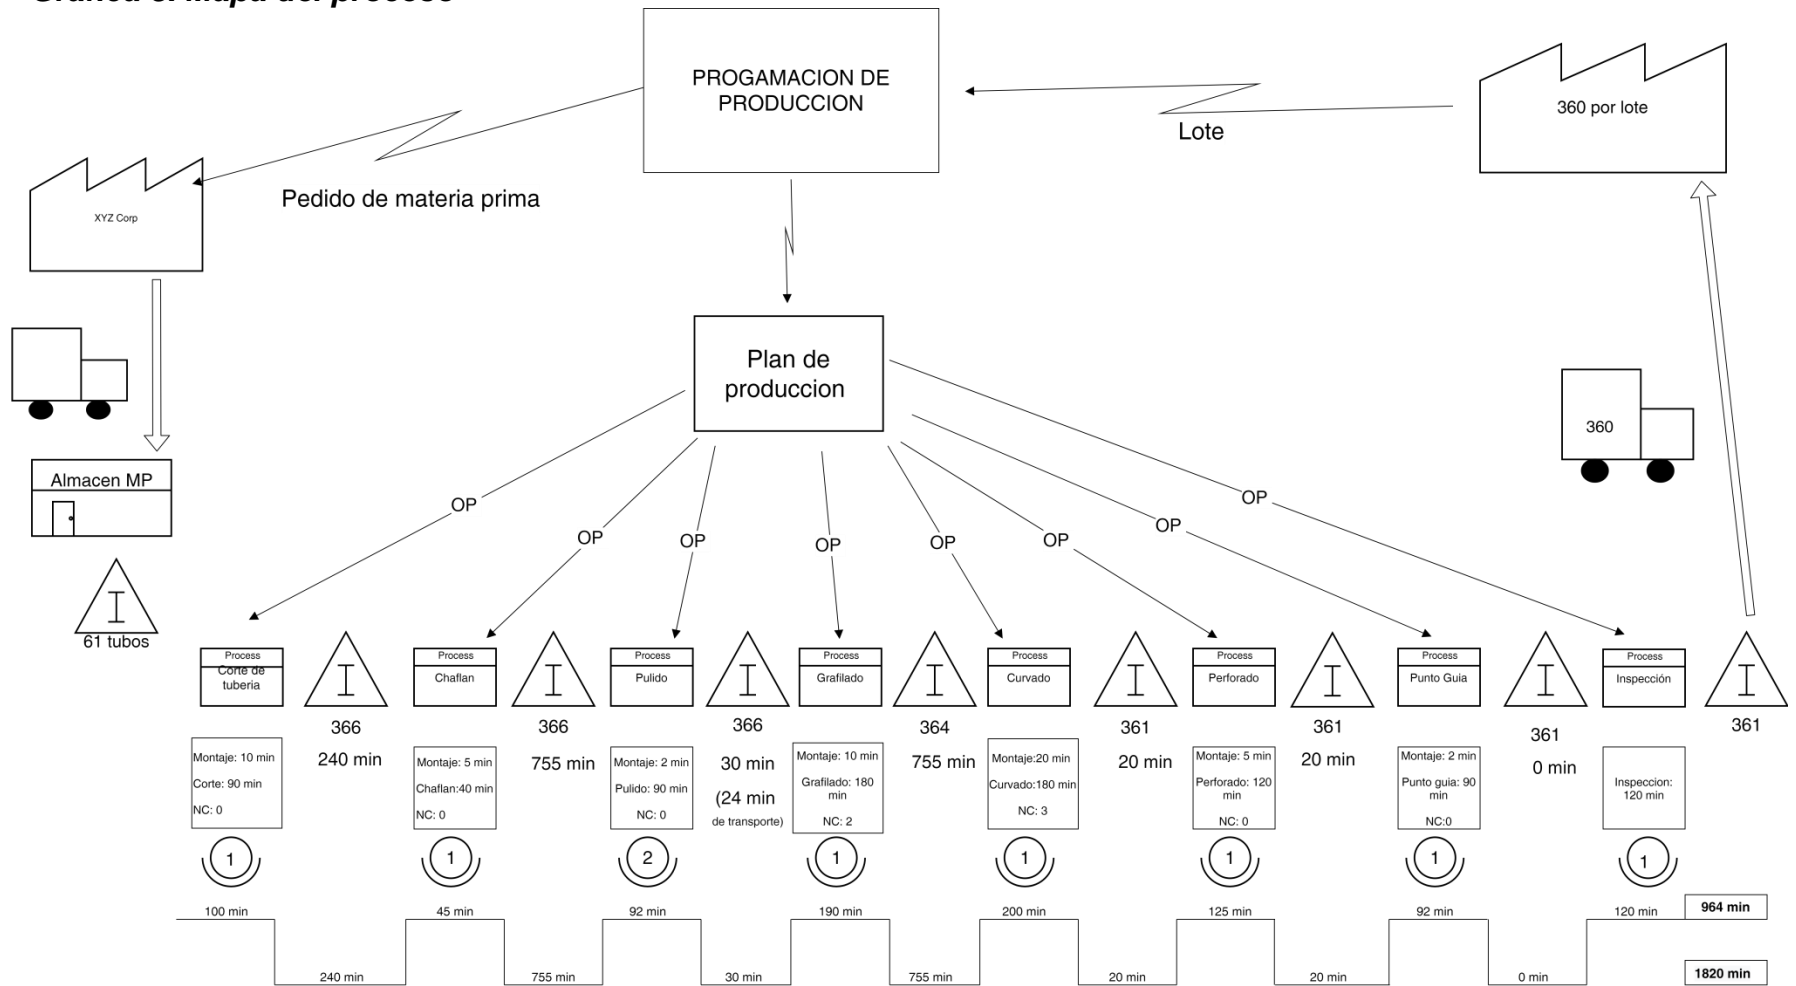 Gráfica 5. Mapa del proceso
PROGAMACION DE
PRODUCCION
360 por lote
Lote
Pedido de materia prima
XYZ Corp
Plan de
produccion
360
Almacen MP
61 tubos
OP
OP
OP
OP
OP
OP
OP
OP
Process
Corte de
tuberia
366
240 min
Montaje: 10 min
Corte: 90 min
NC: 0
1
Process
Chaflan
366
755 min
Montaje: 5 min
Chaflan:40 min
NC: 0
1
Process
Pulido
366
30 min
(24 min
de transporte)
Montaje: 2 min
Pulido: 90 min
NC: 0
2
Process
Grafilado
364
755 min
Montaje: 10 min
Grafilado: 180
min
NC: 2
1
Process
Curvado
361
20 min
Montaje:20 min
Curvado:180 min
NC: 3
1
Process
Perforado
361
20 min
Montaje: 5 min
Perforado: 120
min
NC: 0
1
Process
Punto Guia
361
0 min
Montaje: 2 min
Punto guia: 90
min
NC:0
1
Process
Inspección
361
Inspeccion:
120 min
1
100 min
45 min
92 min
190 min
200 min
125 min
92 min
120 min
964 min
240 min
755 min
30 min
755 min
20 min
20 min
0 min
1820 min